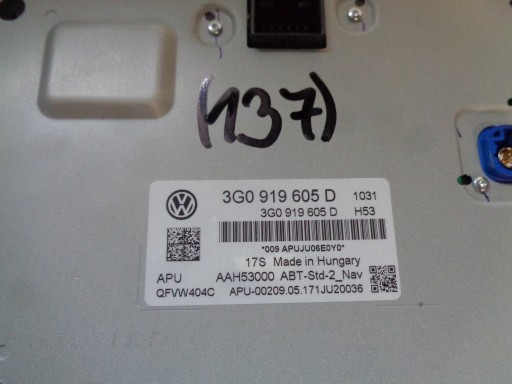 (137)
3G0 919 605 D 1031
3G0 919 605 D H53
*009 APUJU06E0Y0*
17S Made in Hungary
APU AAH53000 ABT-Std-2_Nav
QFVW404C APU-00209.05.171JU20036